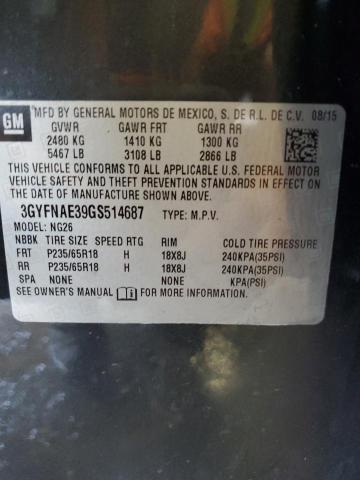 GM
MFD BY GENERAL MOTORS DE MEXICO, S. DE R.L. DE C.V. 08/15
GVWR GAWR FRT GAWR RR
2480 KG 1410 KG 1300 KG
5467 LB 3108 LB 2866 LB
THIS VEHICLE CONFORMS TO ALL APPLICABLE U.S. FEDERAL MOTOR
VEHICLE SAFETY AND THEFT PREVENTION STANDARDS IN EFFECT ON
THE DATE OF MANUFACTURE SHOWN ABOVE.
3GYFNAE39GS514687 TYPE: M.P.V.
MODEL: NG26
NBBK TIRE SIZE SPEED RTG RIM COLD TIRE PRESSURE
FRT P235/65R18 H 18X8J 240KPA(35PSI)
RR P235/65R18 H 18X8J 240KPA(35PSI)
SPA NONE NONE KPA(PSI)
SEE OWNER'S MANUAL FOR MORE INFORMATION.